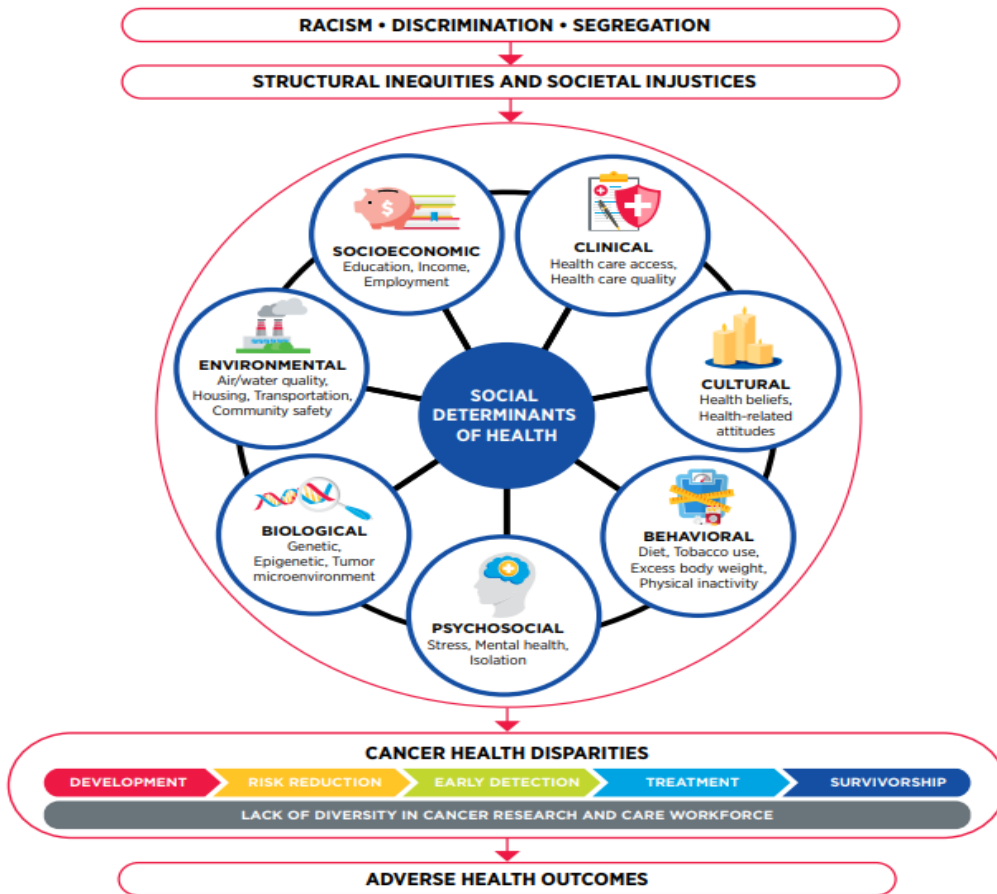 RACISM • DISCRIMINATION • SEGREGATION
STRUCTURAL INEQUITIES AND SOCIETAL INJUSTICES
SOCIOECONOMIC
Education, Income,
Employment
CLINICAL
Health care access,
Health care quality
ENVIRONMENTAL
Air/water quality,
Housing, Transportation,
Community safety
SOCIAL
DETERMINANTS
OF HEALTH
CULTURAL
Health beliefs,
Health-related
attitudes
BIOLOGICAL
Genetic,
Epigenetic, Tumor
microenvironment
BEHAVIORAL
Diet, Tobacco use,
Excess body weight,
Physical inactivity
PSYCHOSOCIAL
Stress, Mental health,
Isolation
CANCER HEALTH DISPARITIES
DEVELOPMENT RISK REDUCTION EARLY DETECTION TREATMENT SURVIVORSHIP
LACK OF DIVERSITY IN CANCER RESEARCH AND CARE WORKFORCE
ADVERSE HEALTH OUTCOMES